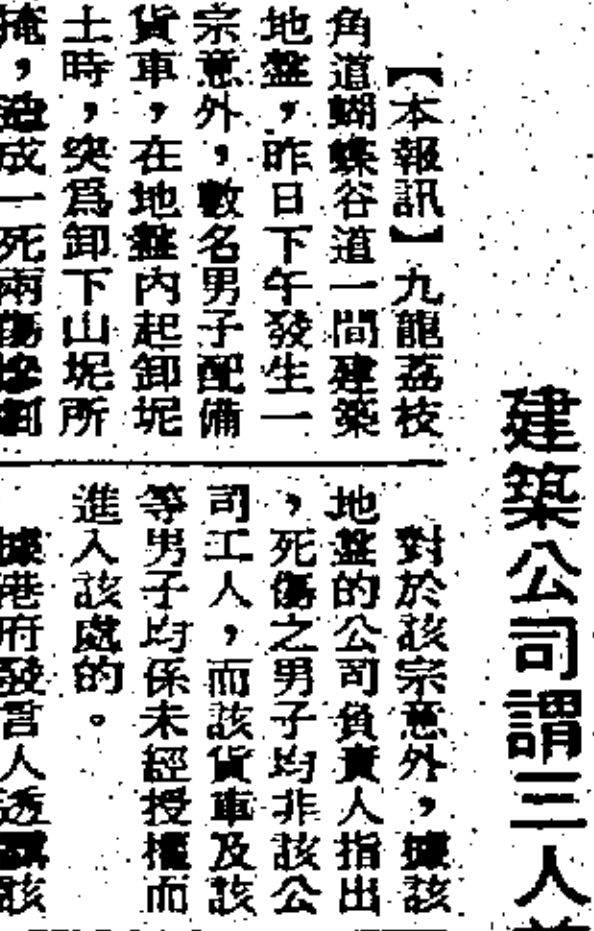 建築公司謂三人
【本報訊】九龍荔枝
角道蝴蝶谷道一間建築
地盤，昨日下午發生一
宗意外，數名男子配備
貨車，在地盤內起卸坭
土時，突爲卸下山坭所
掩，造成一死兩傷慘劇
對於該宗意外，據該
地盤的公司負責人指出
，死傷之男子均非該公
司工人，而該貨車及該
等男子均係未經授權而
進入該處的。
據港府發言人透露該